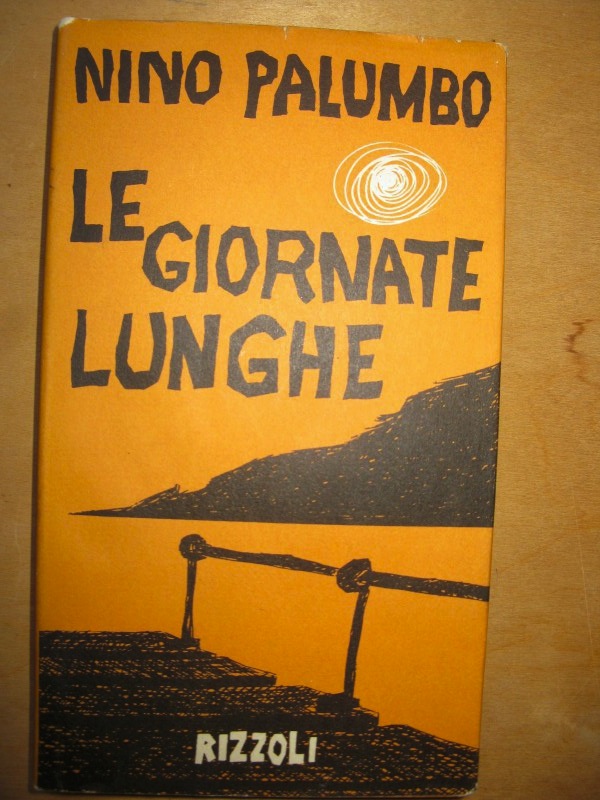 NINO PALUMBO
LE
GIORNATE
LUNGHE
RIZZOLI